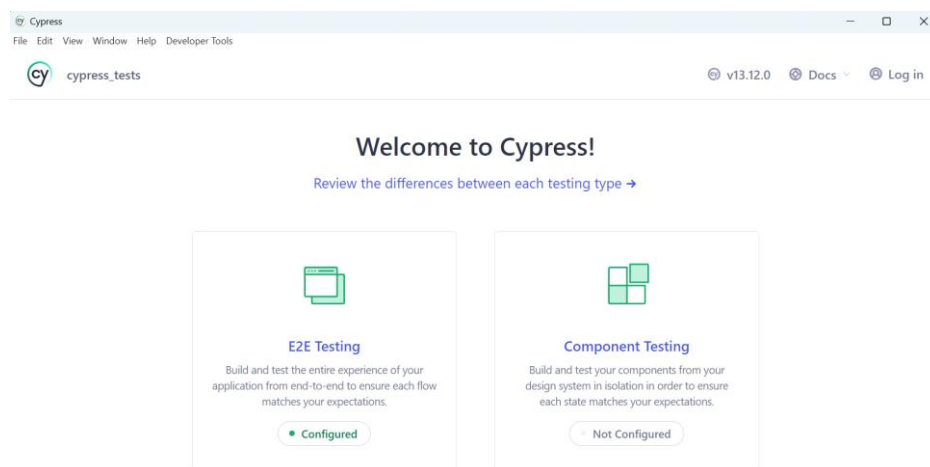 Cypress
File Edit View Window Help Developer Tools
cy cypress_tests v13.12.0 Docs Log in
Welcome to Cypress!
Review the differences between each testing type →
E2E Testing
Build and test the entire experience of your
application from end-to-end to ensure each flow
matches your expectations.
Configured
Component Testing
Build and test your components from your
design system in isolation in order to ensure
each state matches your expectations.
Not Configured